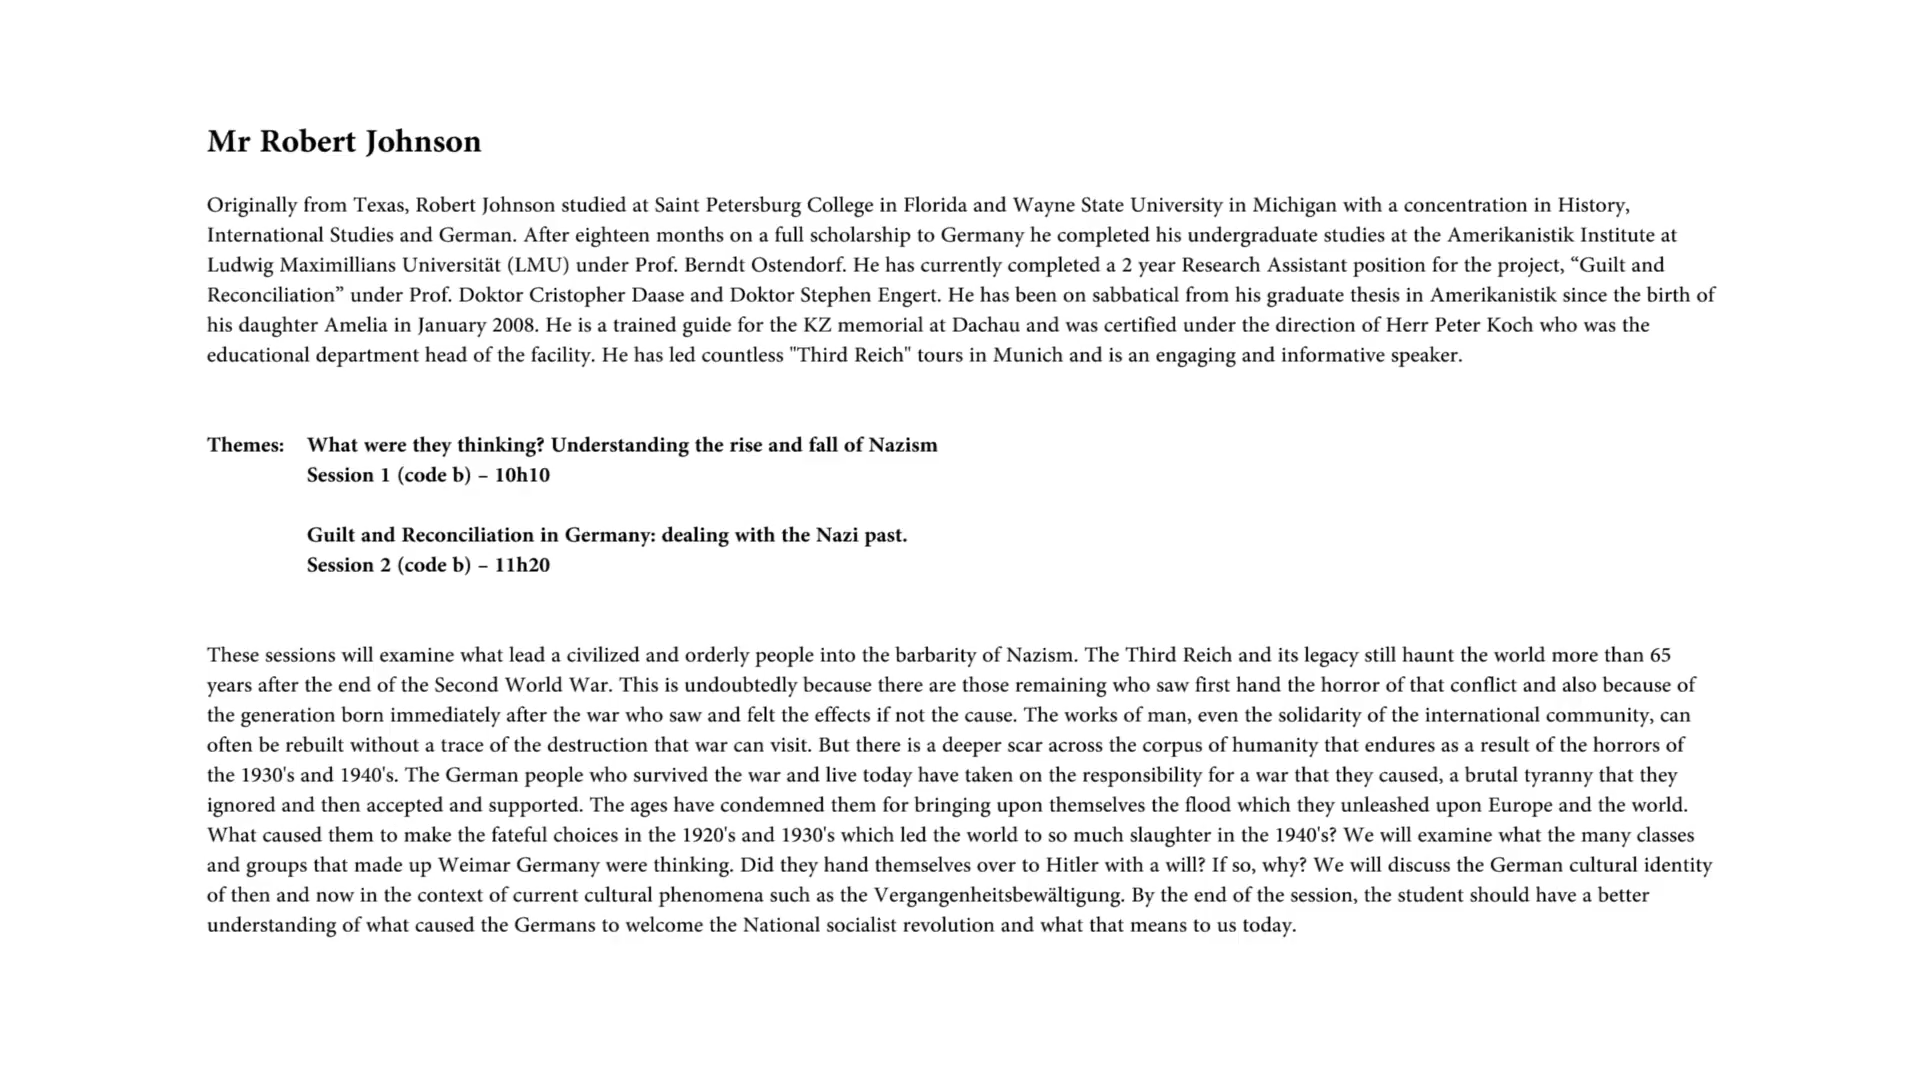 Mr Robert Johnson
Originally from Texas, Robert Johnson studied at Saint Petersburg College in Florida and Wayne State University in Michigan with a concentration in History,
International Studies and German. After eighteen months on a full scholarship to Germany he completed his undergraduate studies at the Amerikanistik Institute at
Ludwig Maximillians Universität (LMU) under Prof. Berndt Ostendorf. He has currently completed a 2 year Research Assistant position for the project, “Guilt and
Reconciliation” under Prof. Doktor Cristopher Daase and Doktor Stephen Engert. He has been on sabbatical from his graduate thesis in Amerikanistik since the birth of
his daughter Amelia in January 2008. He is a trained guide for the KZ memorial at Dachau and was certified under the direction of Herr Peter Koch who was the
educational department head of the facility. He has led countless "Third Reich" tours in Munich and is an engaging and informative speaker.
Themes: What were they thinking? Understanding the rise and fall of Nazism
Session 1 (code b) – 10h10
Guilt and Reconciliation in Germany: dealing with the Nazi past.
Session 2 (code b) – 11h20
These sessions will examine what lead a civilized and orderly people into the barbarity of Nazism. The Third Reich and its legacy still haunt the world more than 65
years after the end of the Second World War. This is undoubtedly because there are those remaining who saw first hand the horror of that conflict and also because of
the generation born immediately after the war who saw and felt the effects if not the cause. The works of man, even the solidarity of the international community, can
often be rebuilt without a trace of the destruction that war can visit. But there is a deeper scar across the corpus of humanity that endures as a result of the horrors of
the 1930's and 1940's. The German people who survived the war and live today have taken on the responsibility for a war that they caused, a brutal tyranny that they
ignored and then accepted and supported. The ages have condemned them for bringing upon themselves the flood which they unleashed upon Europe and the world.
What caused them to make the fateful choices in the 1920's and 1930's which led the world to so much slaughter in the 1940's? We will examine what the many classes
and groups that made up Weimar Germany were thinking. Did they hand themselves over to Hitler with a will? If so, why? We will discuss the German cultural identity
of then and now in the context of current cultural phenomena such as the Vergangenheitsbewältigung. By the end of the session, the student should have a better
understanding of what caused the Germans to welcome the National socialist revolution and what that means to us today.